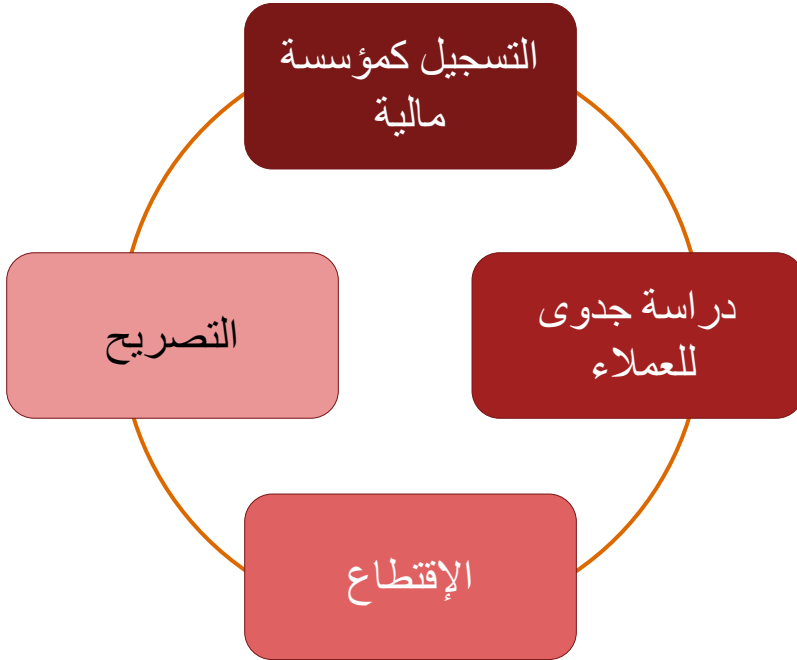 التسجيل كمؤسسة
مالية
دراسة جدوى
للعملاء
الإقتطاع
التصريح